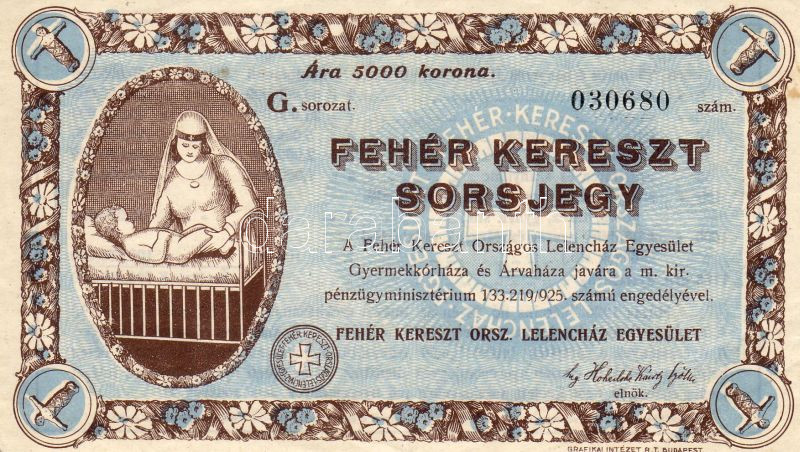 Ára 5000 korona.
G. sorozat. 030680 szám.
FEHÉR KERESZT
SORSJEGY
A Fehér Kereszt Országos Lelencház Egyesület
Gyermekkórháza és Árvaháza javára a m. kir.
pénzügyminisztérium 133.219/925. számú engedélyével.
FEHÉR KERESZT ORSZ. LELENCHÁZ EGYESÜLET
elnök.
GRAFIKAI INTÉZET R. T. BUDAPEST